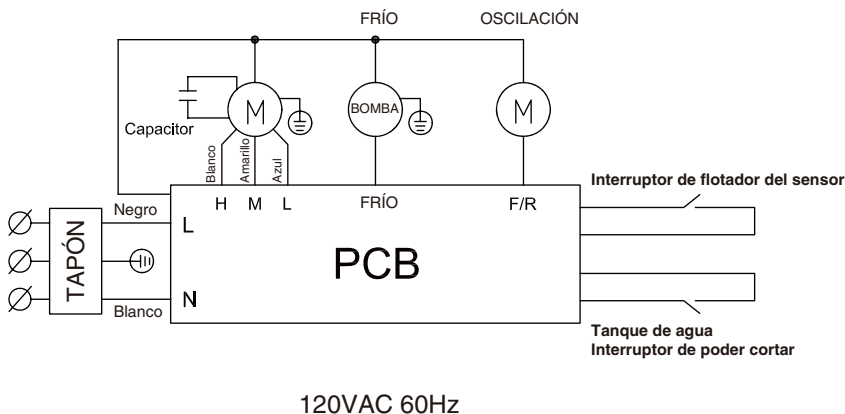 FRÍO
OSCILACIÓN
M
BOMBA
M
Capacitor
Blanco
Amarillo
Azul
Interruptor de flotador del sensor
H M L
FRÍO
F/R
Negro
L
TAPÓN
PCB
N
Blanco
Tanque de agua
Interruptor de poder cortar
120VAC 60Hz